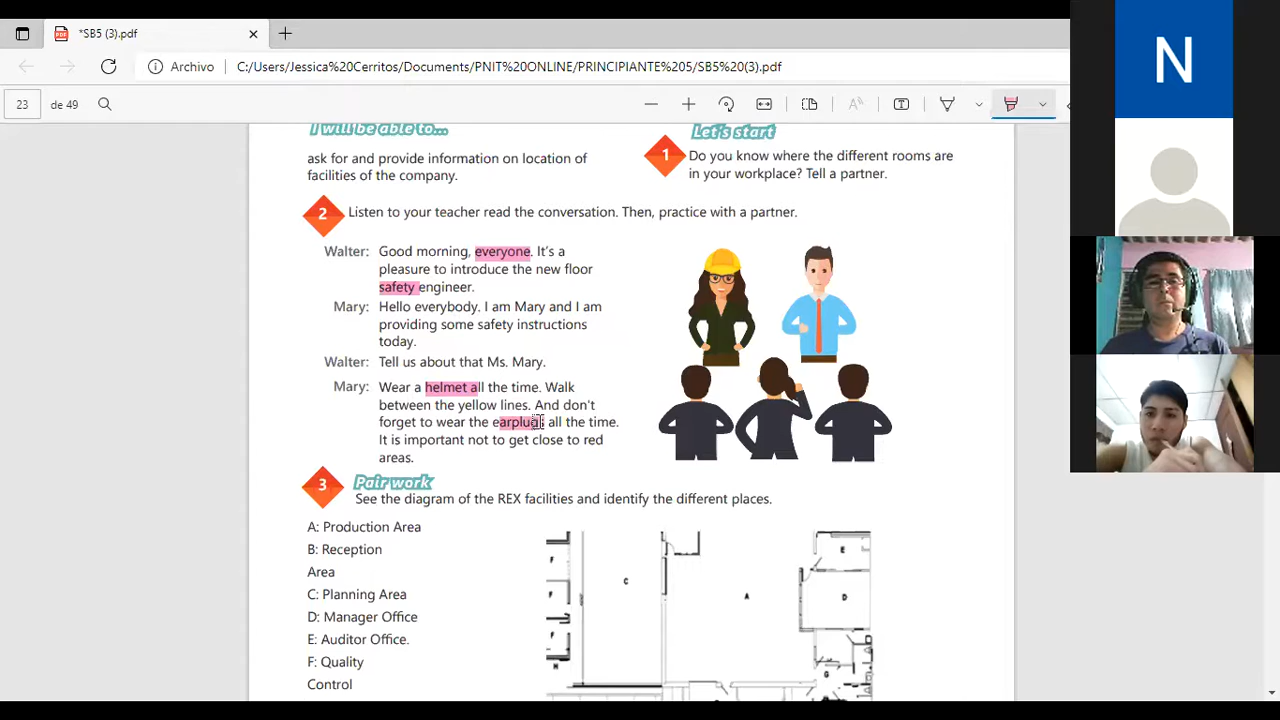 *SB5 (3).pdf
Archivo C:/Users/Jessica%20Cerritos/Documents/PNIT%20ONLINE/PRINCIPIANTE%205/SB5%20(3).pdf
23 de 49
I will be able to...
ask for and provide information on location of
facilities of the company.
Let's start
1 Do you know where the different rooms are
in your workplace? Tell a partner.
2 Listen to your teacher read the conversation. Then, practice with a partner.
Walter: Good morning, everyone. It's a
pleasure to introduce the new floor
safety engineer.
Mary: Hello everybody. I am Mary and I am
providing some safety instructions
today.
Walter: Tell us about that Ms. Mary.
Mary: Wear a helmet all the time. Walk
between the yellow lines. And don't
forget to wear the earplugs all the time.
It is important not to get close to red
areas.
3 Pair work
See the diagram of the REX facilities and identify the different places.
A: Production Area
B: Reception
Area
C: Planning Area
D: Manager Office
E: Auditor Office.
F: Quality
Control
F
F
F
H
C
A
E
D
G
N